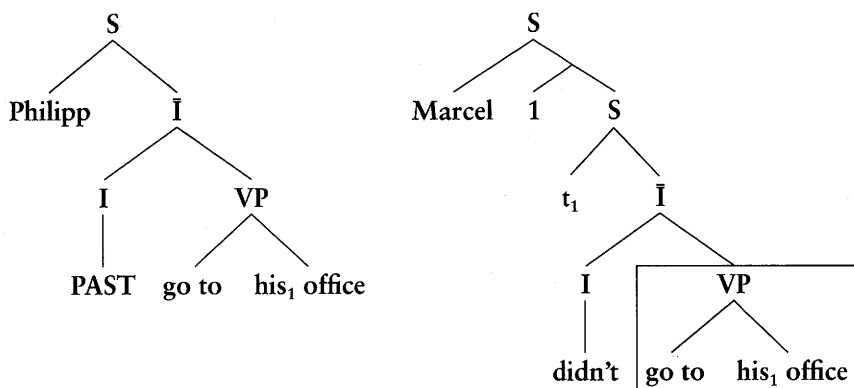 S S
Philipp Ī Marcel 1 S
I VP t₁ Ī
PAST go to his₁ office I VP
didn't go to his₁ office